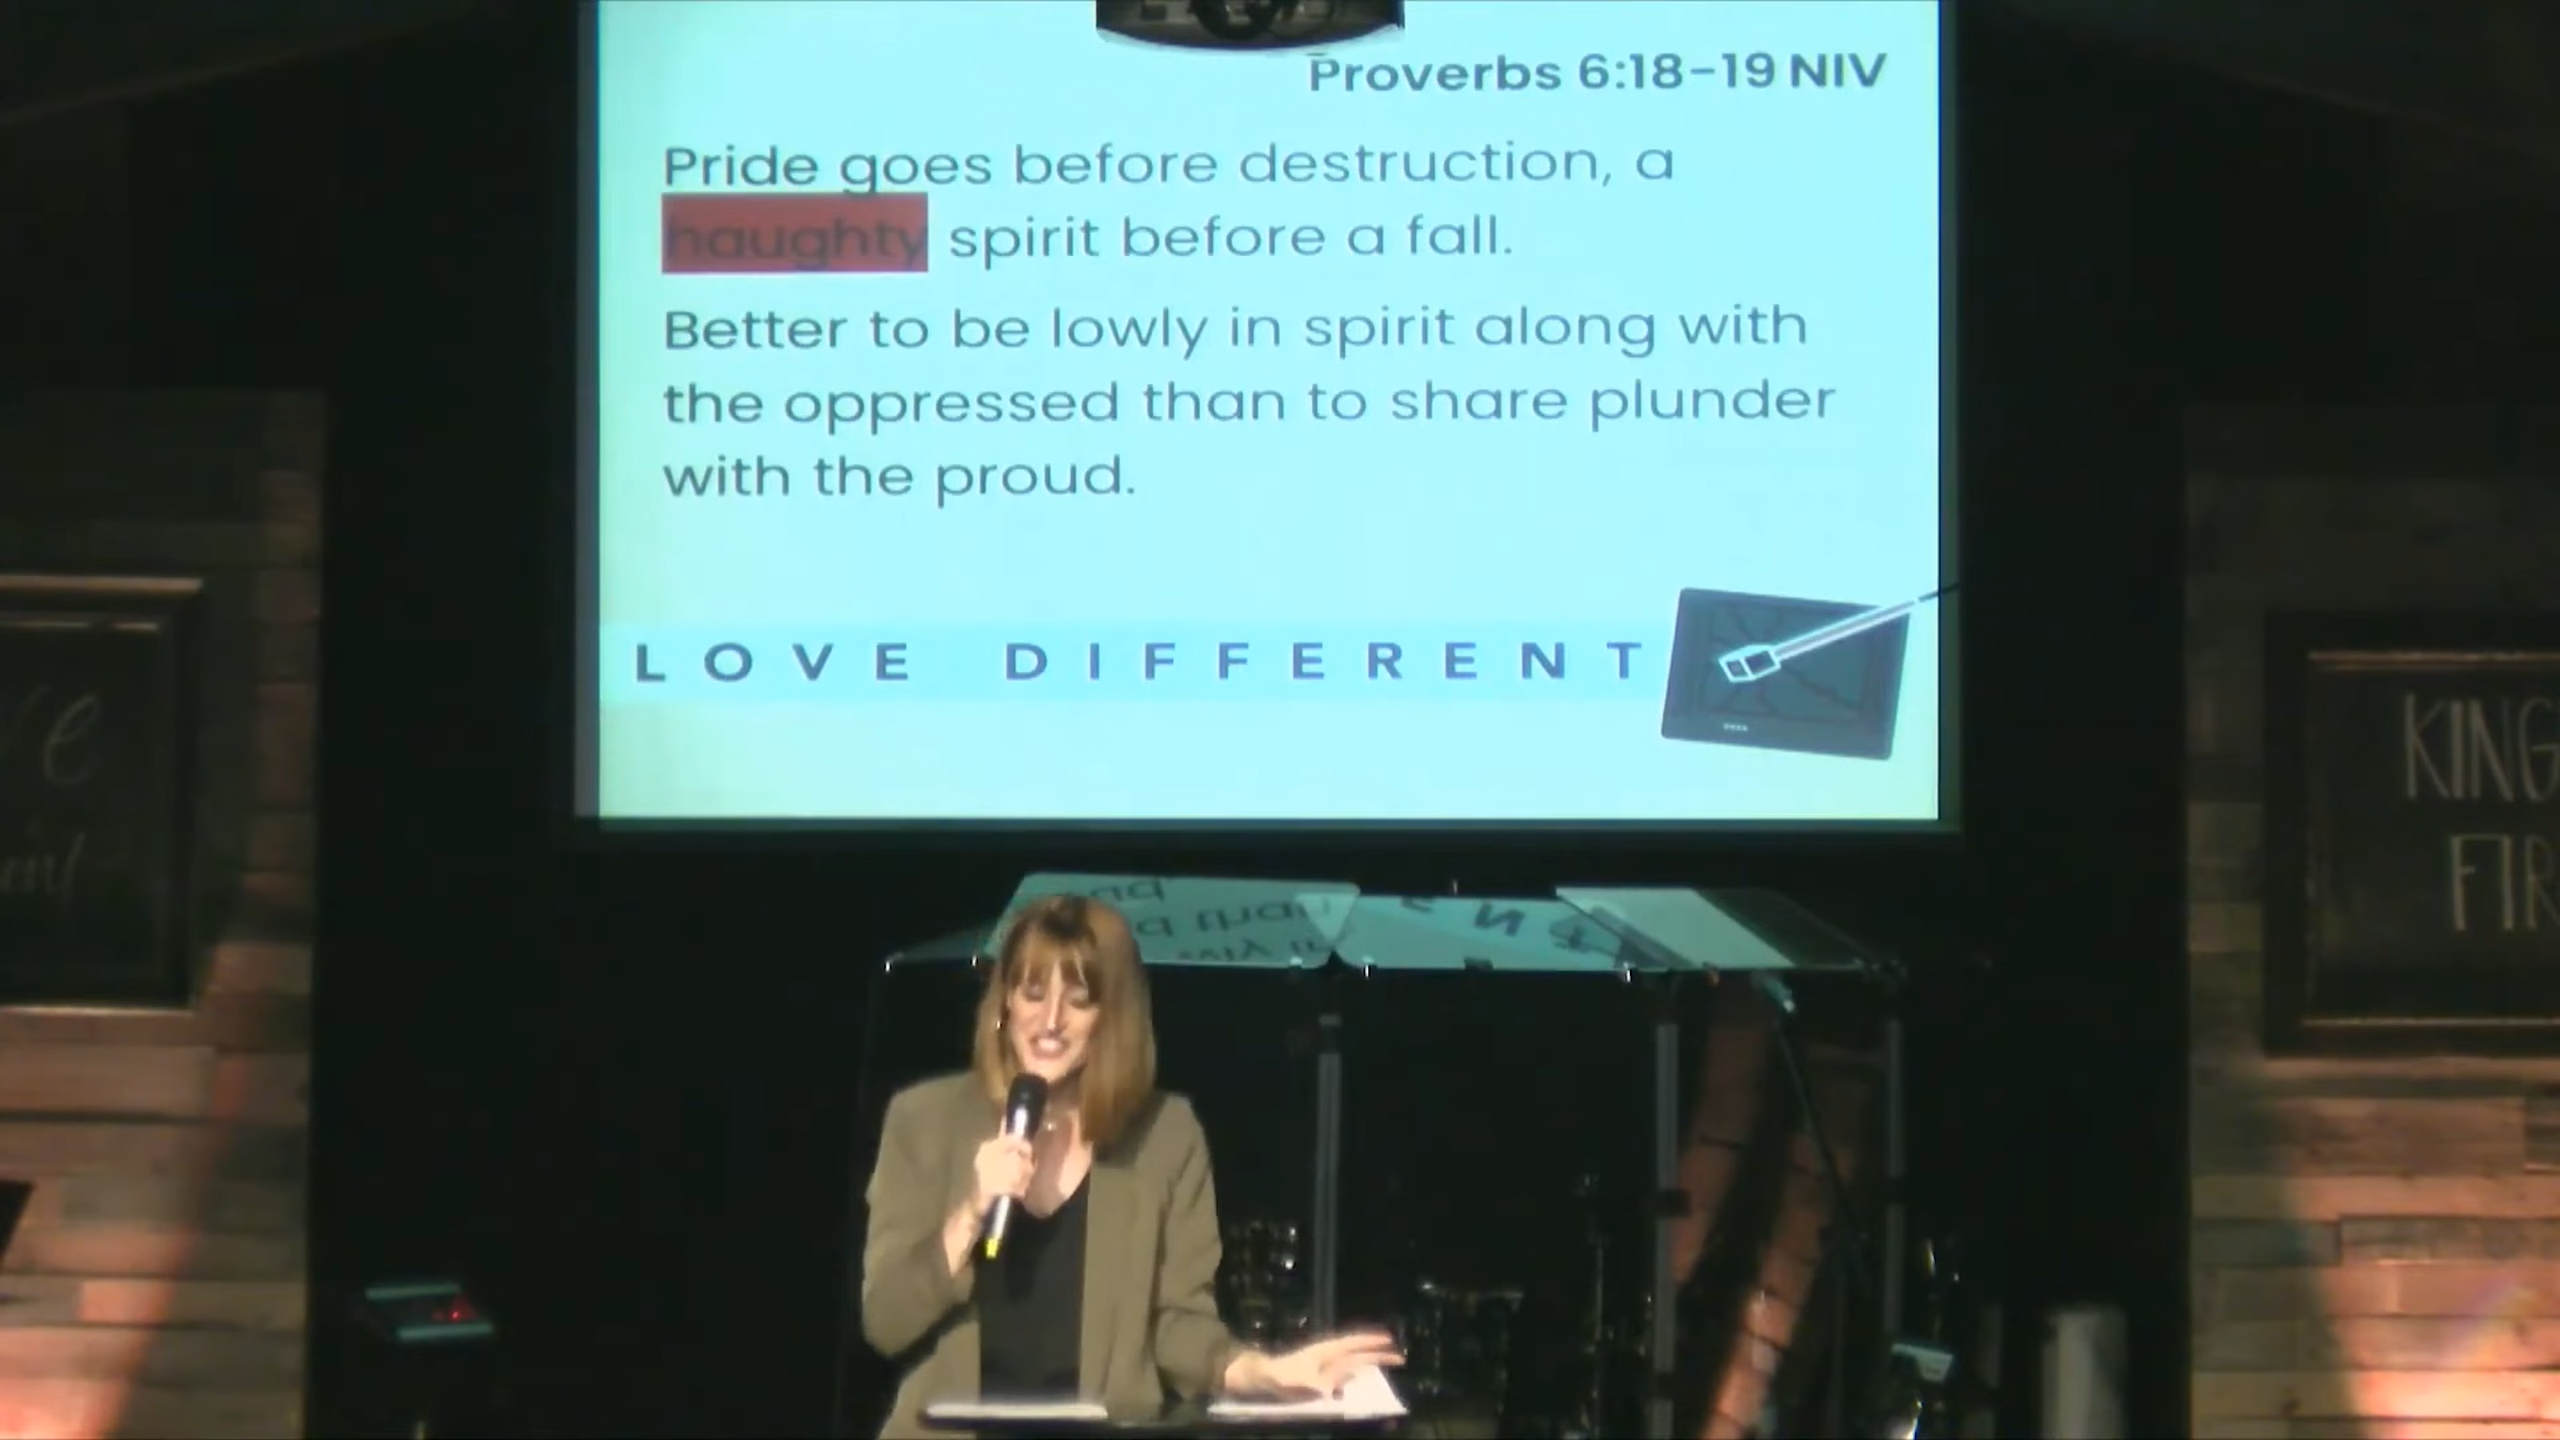 Proverbs 6:18-19 NIV
Pride goes before destruction, a
haughty spirit before a fall.
Better to be lowly in spirit along with
the oppressed than to share plunder
with the proud.
LOVE DIFFERENT
KING
FIR